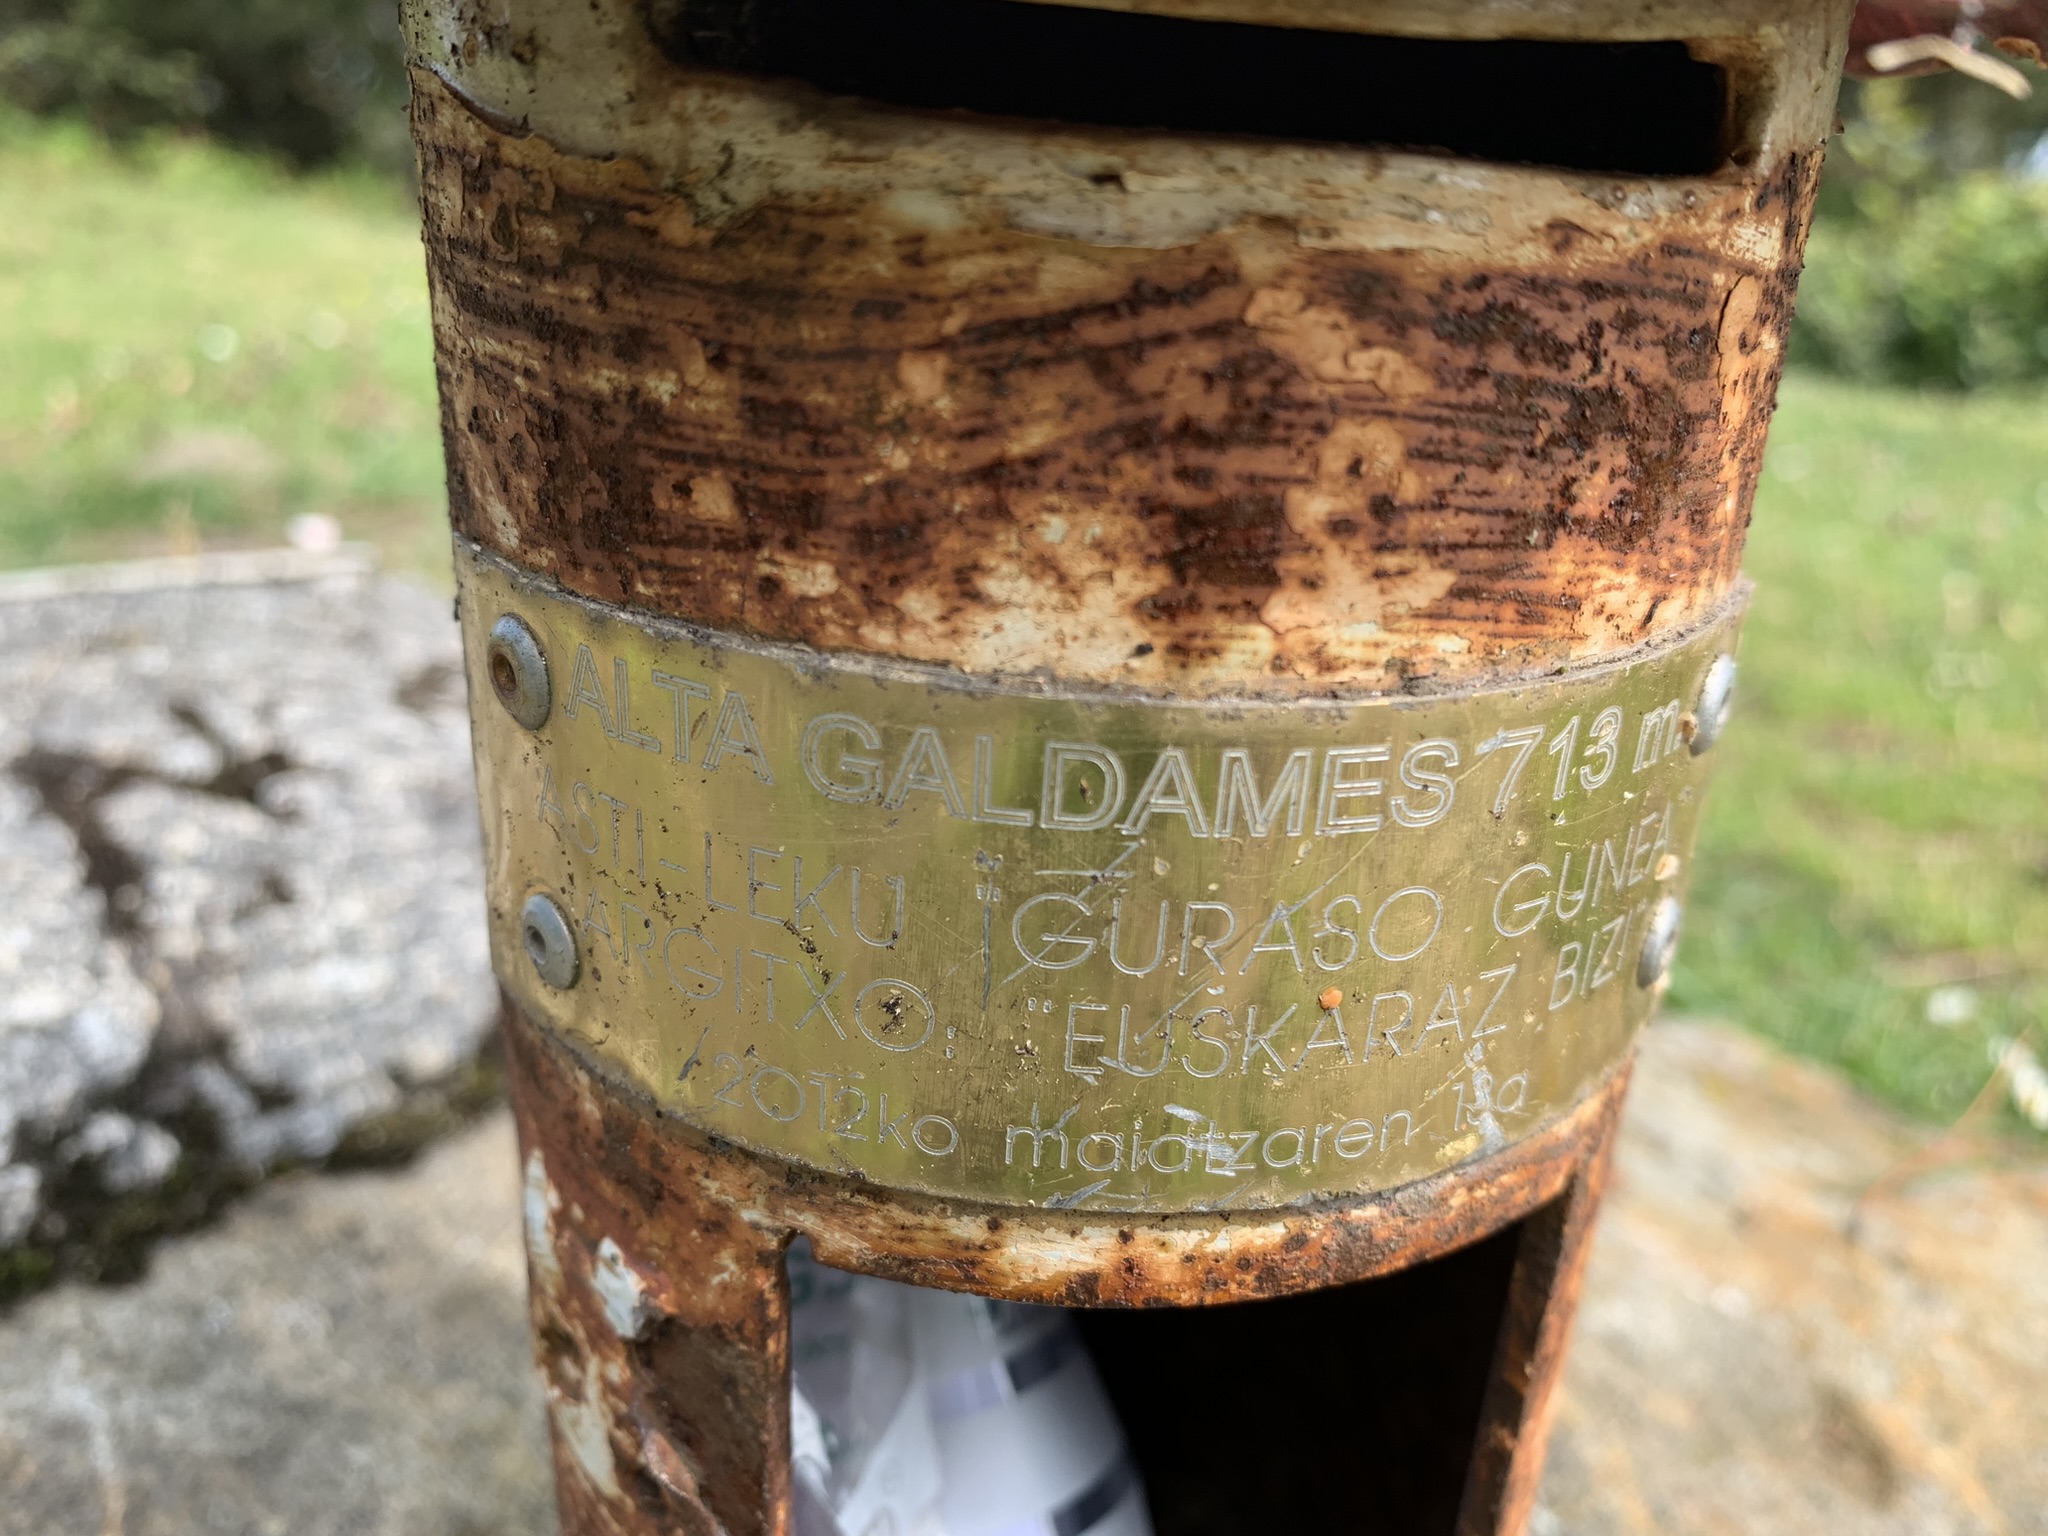 ALTA GALDAMES 713 m.
ASTI-LEKU GURASO GUNEA
ARGITXO EUSKARAZ BIZI
2012ko maiatzaren 13a